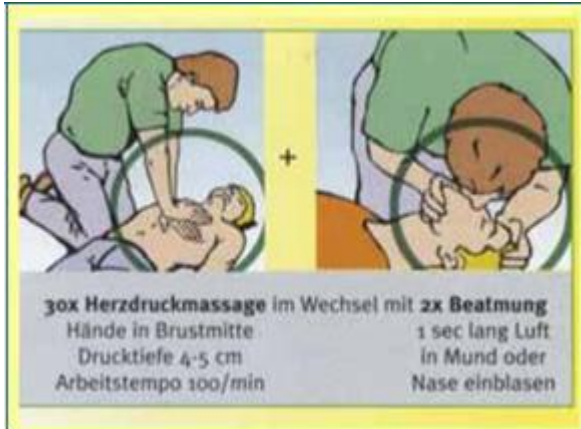 +
30x Herzdruckmassage im Wechsel mit 2x Beatmung
Hände in Brustmitte
Drucktiefe 4-5 cm
Arbeitstempo 100/min
1 sec lang Luft
in Mund oder
Nase einblasen